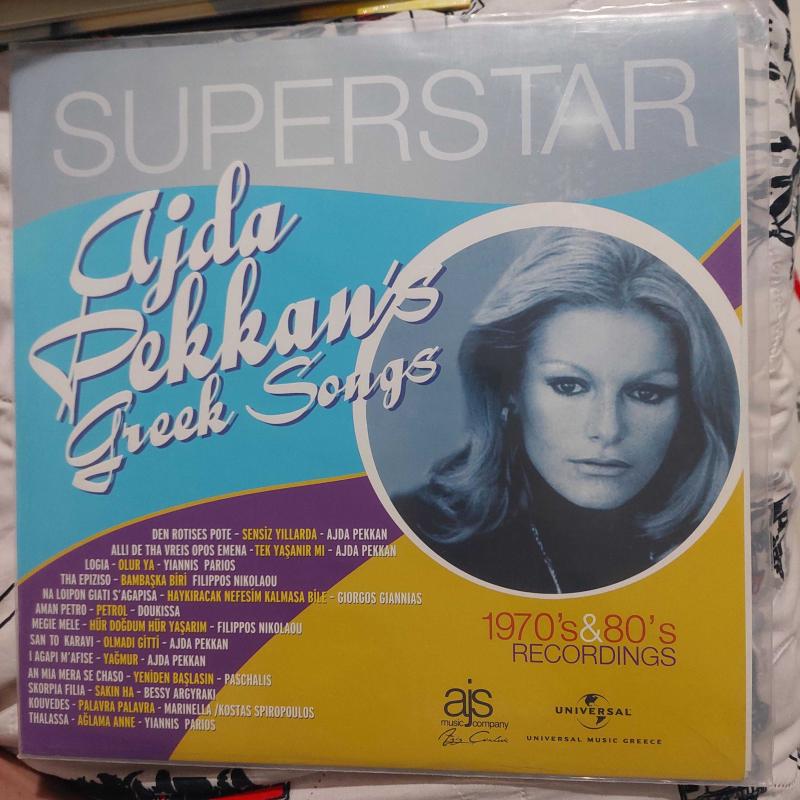 SUPERSTAR
Ajda
Pekkan's
Greek Songs
DEN ROTISES POTE - SENSİZ YILLARDA - AJDA PEKKAN
ALLI DE THA VREIS OPOS EMENA - TEK YAŞANIR MI - AJDA PEKKAN
LOGIA - OLUR YA - YIANNIS PARIOS
THA EPIZISO - BAMBAŞKA BİRİ FILIPPOS NIKOLAOU
NA LOIPON GIATI S'AGAPISA - HAYKIRACAK NEFESİM KALMASA BİLE - GIORGOS GIANNIAS
AMAN PETRO - PETROL - DOUKISSA
MEGIE MELE - HÜR DOĞDUM HÜR YAŞARIM - FILIPPOS NIKOLAOU
SAN TO KARAVI - OLMADI GİTTİ - AJDA PEKKAN
I AGAPI M'AFISE - YAĞMUR - AJDA PEKKAN
AN MIA MERA SE CHASO - YENİDEN BAŞLASIN - PASCHALIS
SKORPIA FILIA - SAKIN HA - BESSY ARGYRAKI
KOUVEDES - PALAVRA PALAVRA - MARINELLA /KOSTAS SPIROPOULOS
THALASSA - AĞLAMA ANNE - YIANNIS PARIOS
1970's&80's
RECORDINGS
ajs
music company
UNIVERSAL
UNIVERSAL MUSIC GREECE